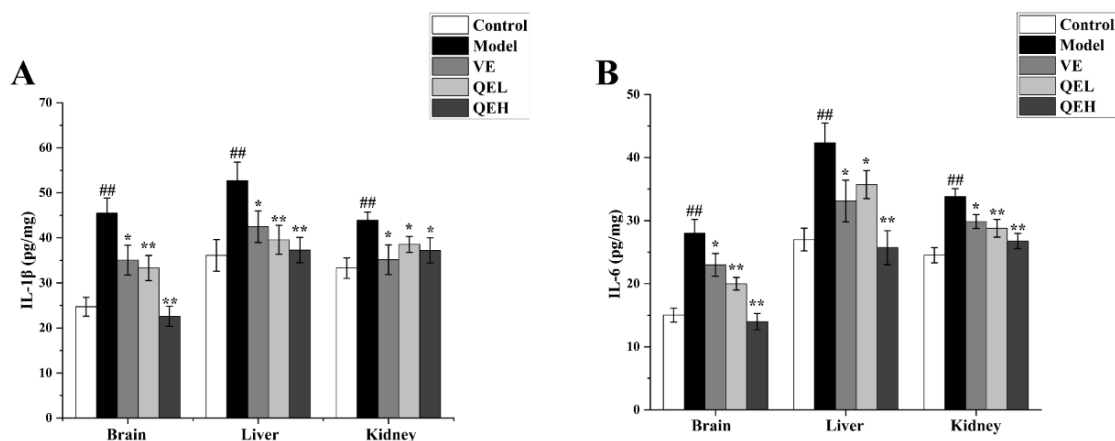 A
Control
Model
VE
QEL
QEH
IL-1β (pg/mg)
70
60
50
40
30
20
10
0
##
*
**
**
##
*
**
**
##
*
*
*
Brain Liver Kidney
B
Control
Model
VE
QEL
QEH
IL-6 (pg/mg)
50
40
30
20
10
0
##
*
**
**
##
*
*
**
##
*
**
**
Brain Liver Kidney